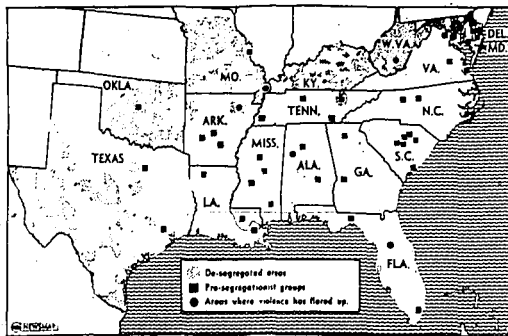 DEL.
W.VA.
MD.
MO.
KY.
VA.
OKLA.
TENN.
N.C.
ARK.
TEXAS
MISS.
ALA.
S.C.
GA.
LA.
De-segregated areas
Pro-segregationist groups
Areas where violence has flared up.
FLA.
NEWSMAP